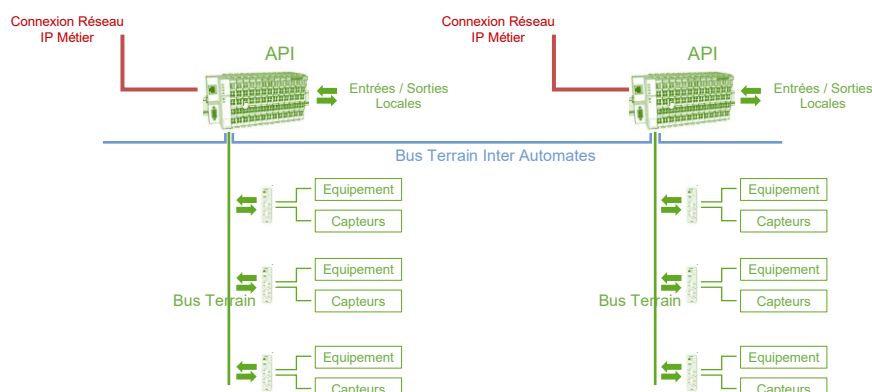 Connexion Réseau
IP Métier
API
Entrées / Sorties
Locales
Connexion Réseau
IP Métier
API
Entrées / Sorties
Locales
Bus Terrain Inter Automates
Equipement
Capteurs
Equipement
Capteurs
Equipement
Capteurs
Equipement
Capteurs
Bus Terrain
Bus Terrain
Equipement
Capteurs
Equipement
Capteurs